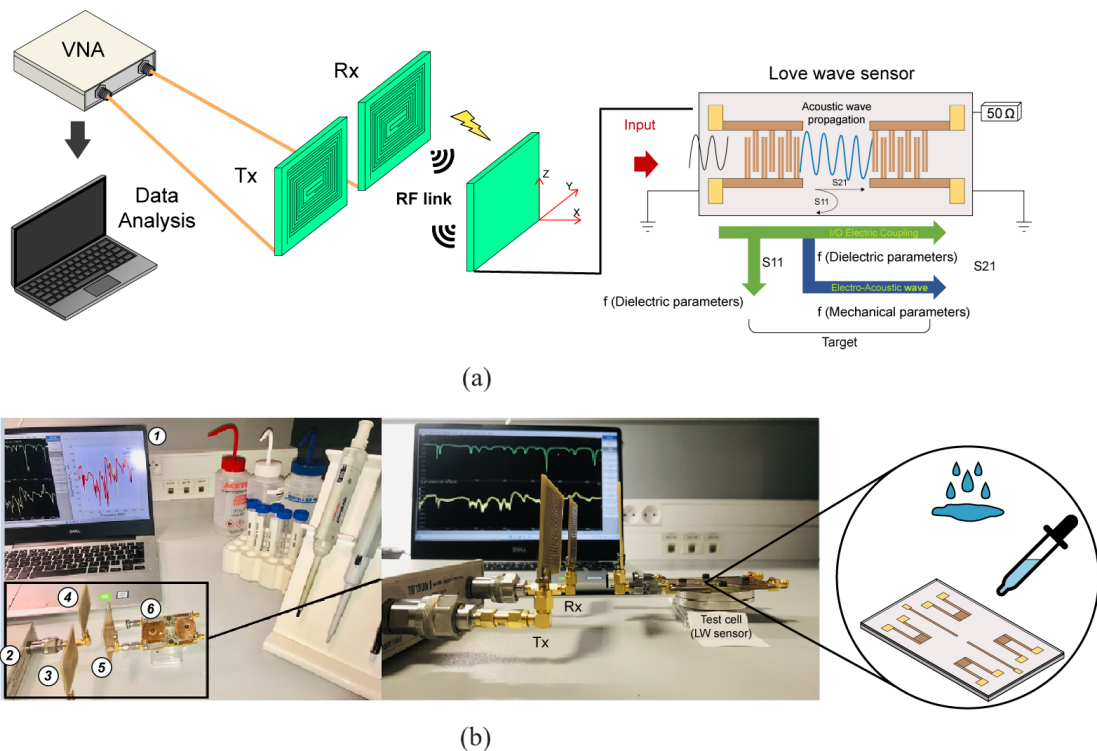 VNA
Rx
Tx
Data
Analysis
RF link
Z
Y
X
Love wave sensor
Input
Acoustic wave
propagation
50 Ω
S21
S11
I/O Electric Coupling
S11
f (Dielectric parameters)
S21
Electro-Acoustic wave
f (Dielectric parameters)
f (Mechanical parameters)
Target
(a)
1
4
6
2
3
5
DELL
Rx
Tx
Test cell
(LW sensor)
(b)